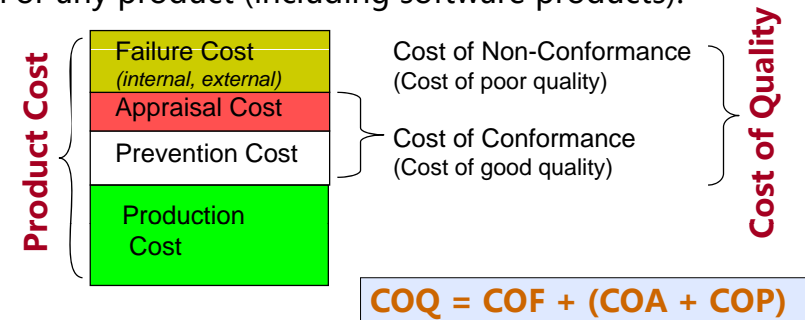 For any product (including software products):
Product Cost
Failure Cost
(internal, external)
Appraisal Cost
Prevention Cost
Production
Cost
Cost of Non-Conformance
(Cost of poor quality)
Cost of Conformance
(Cost of good quality)
Cost of Quality
COQ = COF + (COA + COP)